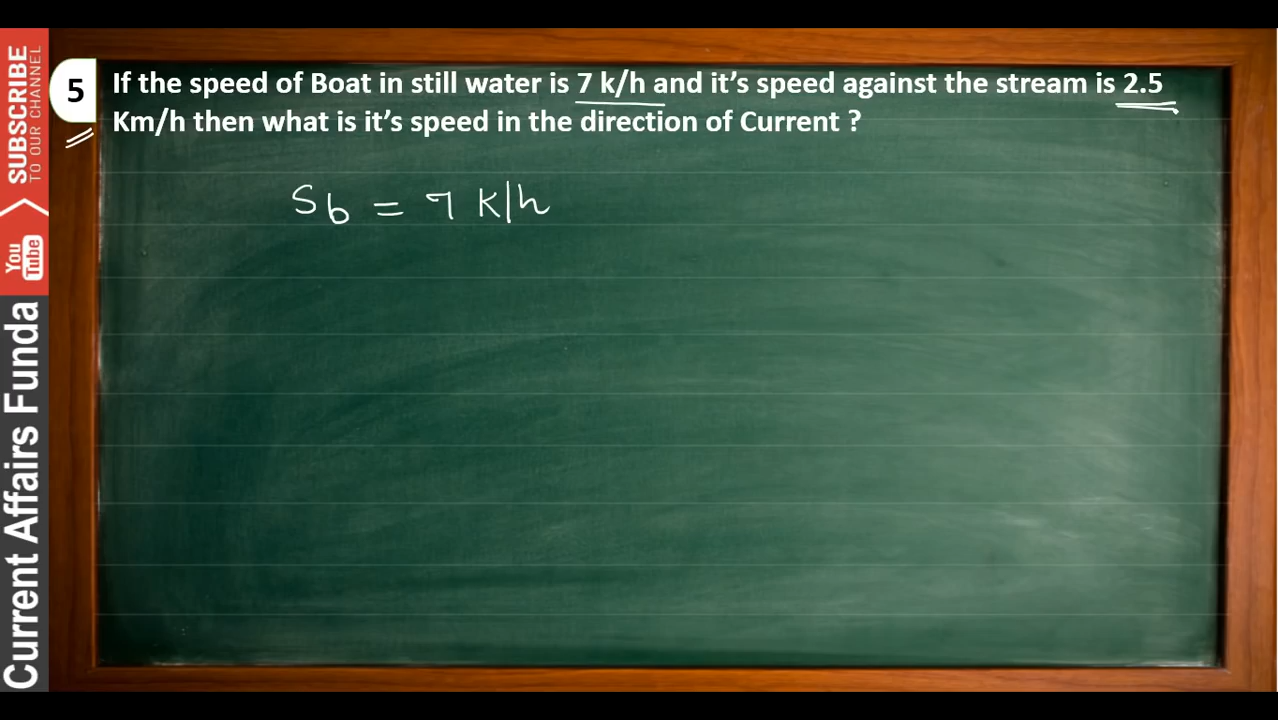 5
If the speed of Boat in still water is 7 k/h and it’s speed against the stream is 2.5
Km/h then what is it’s speed in the direction of Current ?
Sb = 7 K/h
SUBSCRIBE
TO OUR CHANNEL
You
Tube
Current Affairs Funda